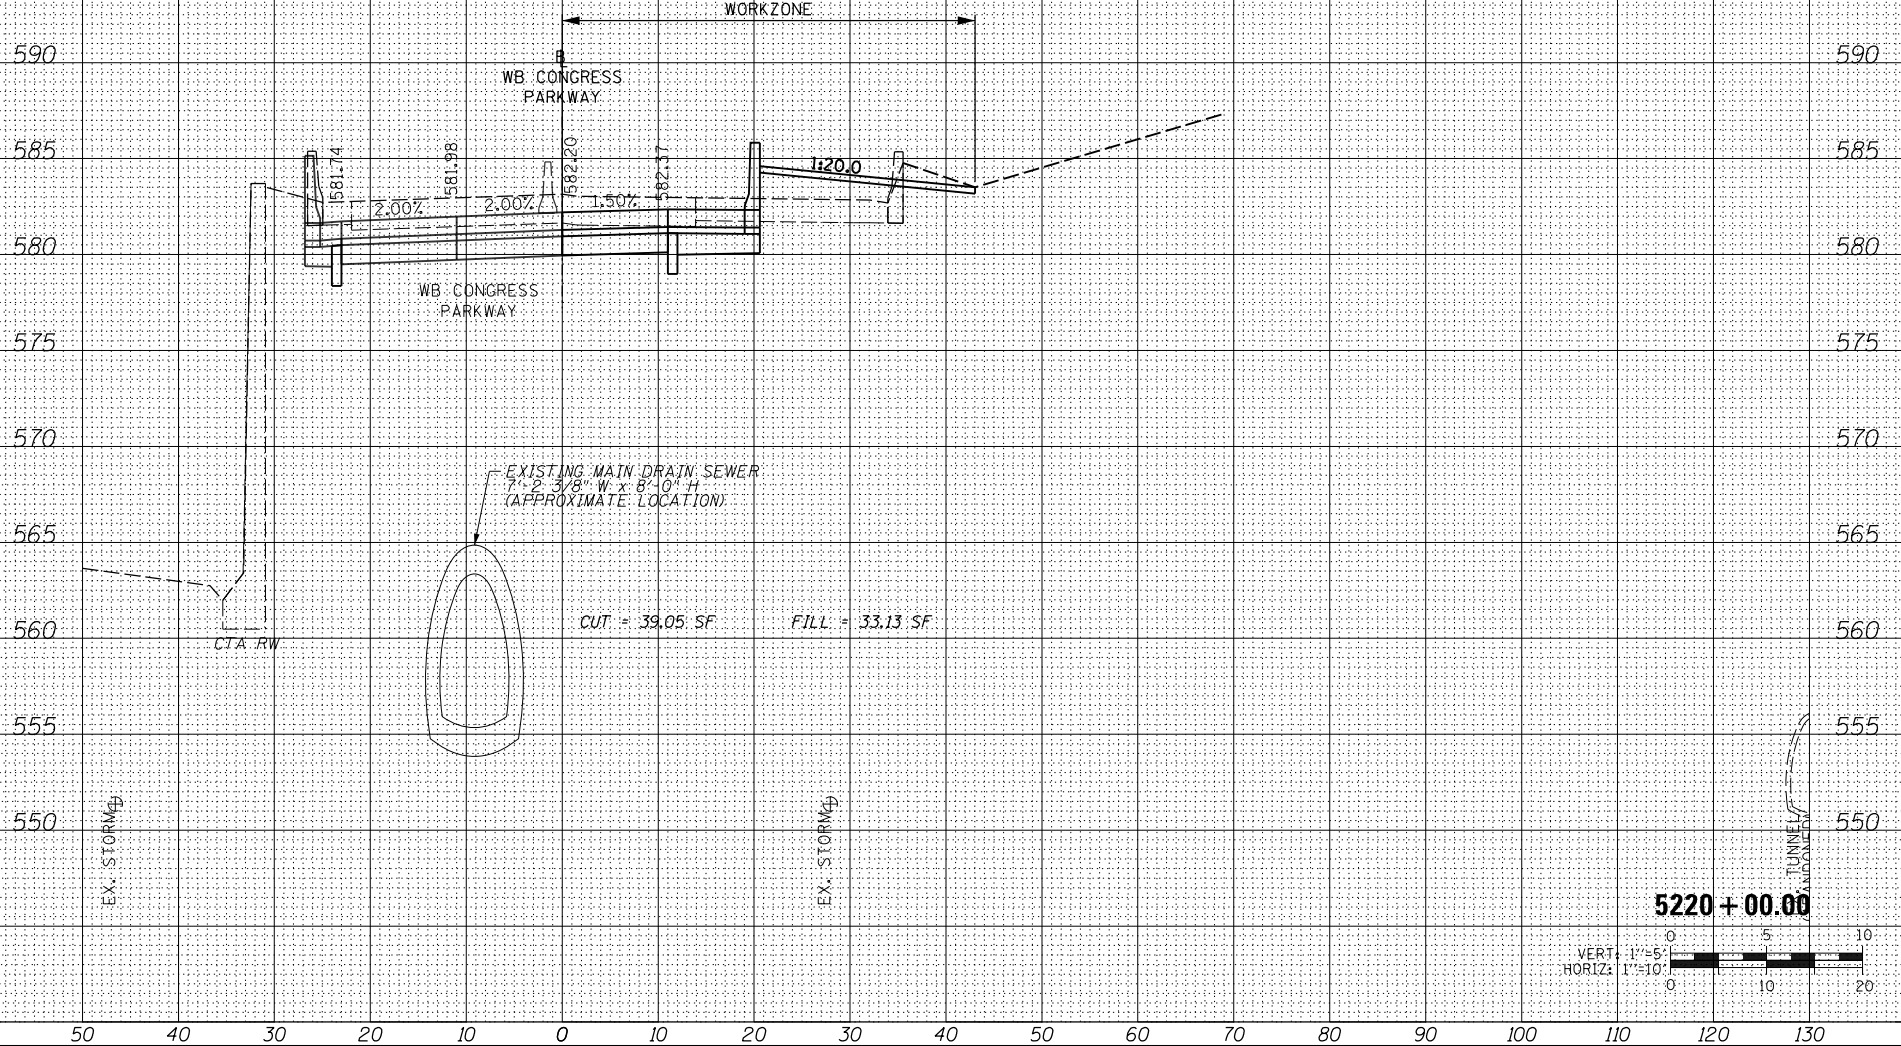 WORKZONE
590
590
WB CONGRESS
PARKWAY
585
581.74
581.98
582.20
582.37
1:20.0
585
2.00%
2.00%
1.50%
580
580
WB CONGRESS
PARKWAY
575
575
570
570
EXISTING MAIN DRAIN SEWER
7'-2 3/8" W x 8'-0" H
(APPROXIMATE LOCATION)
565
565
CUT = 39.05 SF
FILL = 33.13 SF
560
560
CTA RW
555
555
550
550
EX. STORM
EX. STORM
TUNNEL
5220+00.00
0 5 10
VERT: 1"=5'
HORIZ: 1"=10'
0 10 20
50 40 30 20 10 0 10 20 30 40 50 60 70 80 90 100 110 120 130